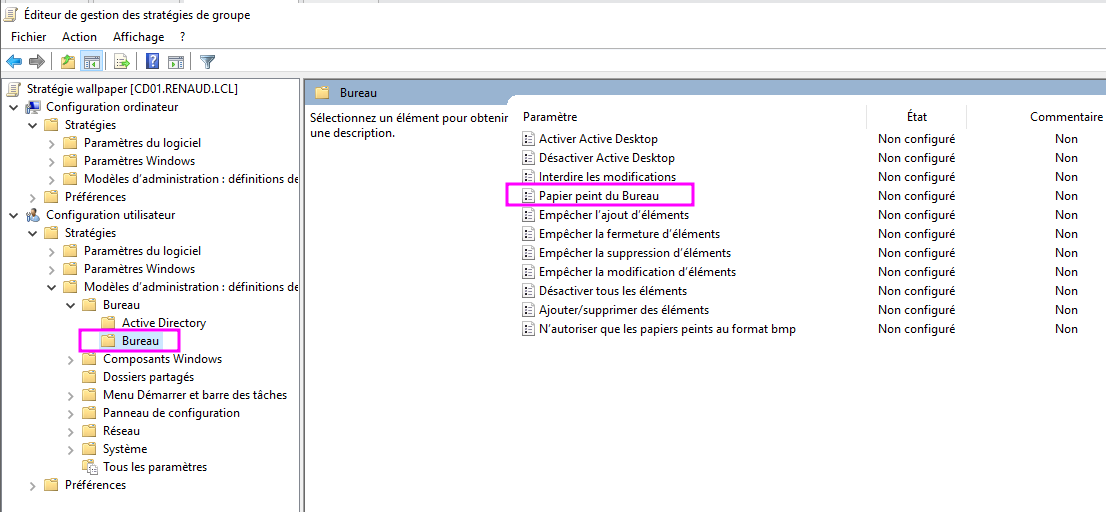 Éditeur de gestion des stratégies de groupe
Fichier Action Affichage ?
Stratégie wallpaper [CD01.RENAUD.LCL]
Configuration ordinateur
Stratégies
Paramètres du logiciel
Paramètres Windows
Modèles d'administration : définitions de
Préférences
Configuration utilisateur
Stratégies
Paramètres du logiciel
Paramètres Windows
Modèles d'administration : définitions de
Bureau
Active Directory
Bureau
Composants Windows
Dossiers partagés
Menu Démarrer et barre des tâches
Panneau de configuration
Réseau
Système
Tous les paramètres
Préférences
Bureau
Sélectionnez un élément pour obtenir
une description.
Paramètre État Commentaire
Activer Active Desktop Non configuré Non
Désactiver Active Desktop Non configuré Non
Interdire les modifications Non configuré Non
Papier peint du Bureau Non configuré Non
Empêcher l'ajout d'éléments Non configuré Non
Empêcher la fermeture d'éléments Non configuré Non
Empêcher la suppression d'éléments Non configuré Non
Empêcher la modification d'éléments Non configuré Non
Désactiver tous les éléments Non configuré Non
Ajouter/supprimer des éléments Non configuré Non
N'autoriser que les papiers peints au format bmp Non configuré Non